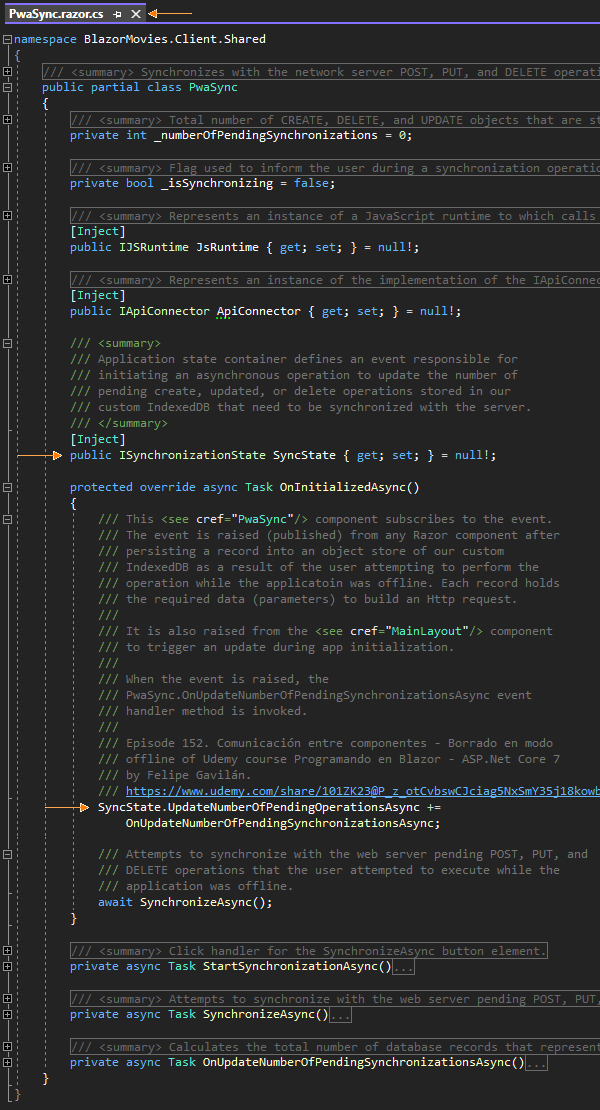 PwaSync.razor.cs
namespace BlazorMovies.Client.Shared
{
/// <summary> Synchronizes with the network server POST, PUT, and DELETE operati
public partial class PwaSync
{
/// <summary> Total number of CREATE, DELETE, and UPDATE objects that are st
private int _numberOfPendingSynchronizations = 0;
/// <summary> Flag used to inform the user during a synchronization operatio
private bool _isSynchronizing = false;
/// <summary> Represents an instance of a JavaScript runtime to which calls
[Inject]
public IJSRuntime JsRuntime { get; set; } = null!;
/// <summary> Represents an instance of the implementation of the IApiConnec
[Inject]
public IApiConnector ApiConnector { get; set; } = null!;
/// <summary>
/// Application state container defines an event responsible for
/// initiating an asynchronous operation to update the number of
/// pending create, updated, or delete operations stored in our
/// custom IndexedDB that need to be synchronized with the server.
/// </summary>
[Inject]
public ISynchronizationState SyncState { get; set; } = null!;
protected override async Task OnInitializedAsync()
{
/// This <see cref="PwaSync"/> component subscribes to the event.
/// The event is raised (published) from any Razor component after
/// persisting a record into an object store of our custom
/// IndexedDB as a result of the user attempting to perform the
/// operation while the applicatoin was offline. Each record holds
/// the required data (parameters) to build an Http request.
///
/// It is also raised from the <see cref="MainLayout"/> component
/// to trigger an update during app initialization.
///
/// When the event is raised, the
/// PwaSync.OnUpdateNumberOfPendingSynchronizationsAsync event
/// handler method is invoked.
///
/// Episode 152. Comunicación entre componentes - Borrado en modo
/// offline of Udemy course Programando en Blazor - ASP.Net Core 7
/// by Felipe Gavilán.
/// https://www.udemy.com/share/101ZK23@P_z_otCvbswCJciag5NxSmY35j18kowb
SyncState.UpdateNumberOfPendingOperationsAsync +=
OnUpdateNumberOfPendingSynchronizationsAsync;
/// Attempts to synchronize with the web server pending POST, PUT, and
/// DELETE operations that the user attempted to execute while the
/// application was offline.
await SynchronizeAsync();
}
/// <summary> Click handler for the SynchronizeAsync button element.
private async Task StartSynchronizationAsync()...
/// <summary> Attempts to synchronize with the web server pending POST, PUT,
private async Task SynchronizeAsync()...
/// <summary> Calculates the total number of database records that represent
private async Task OnUpdateNumberOfPendingSynchronizationsAsync()...
}
}